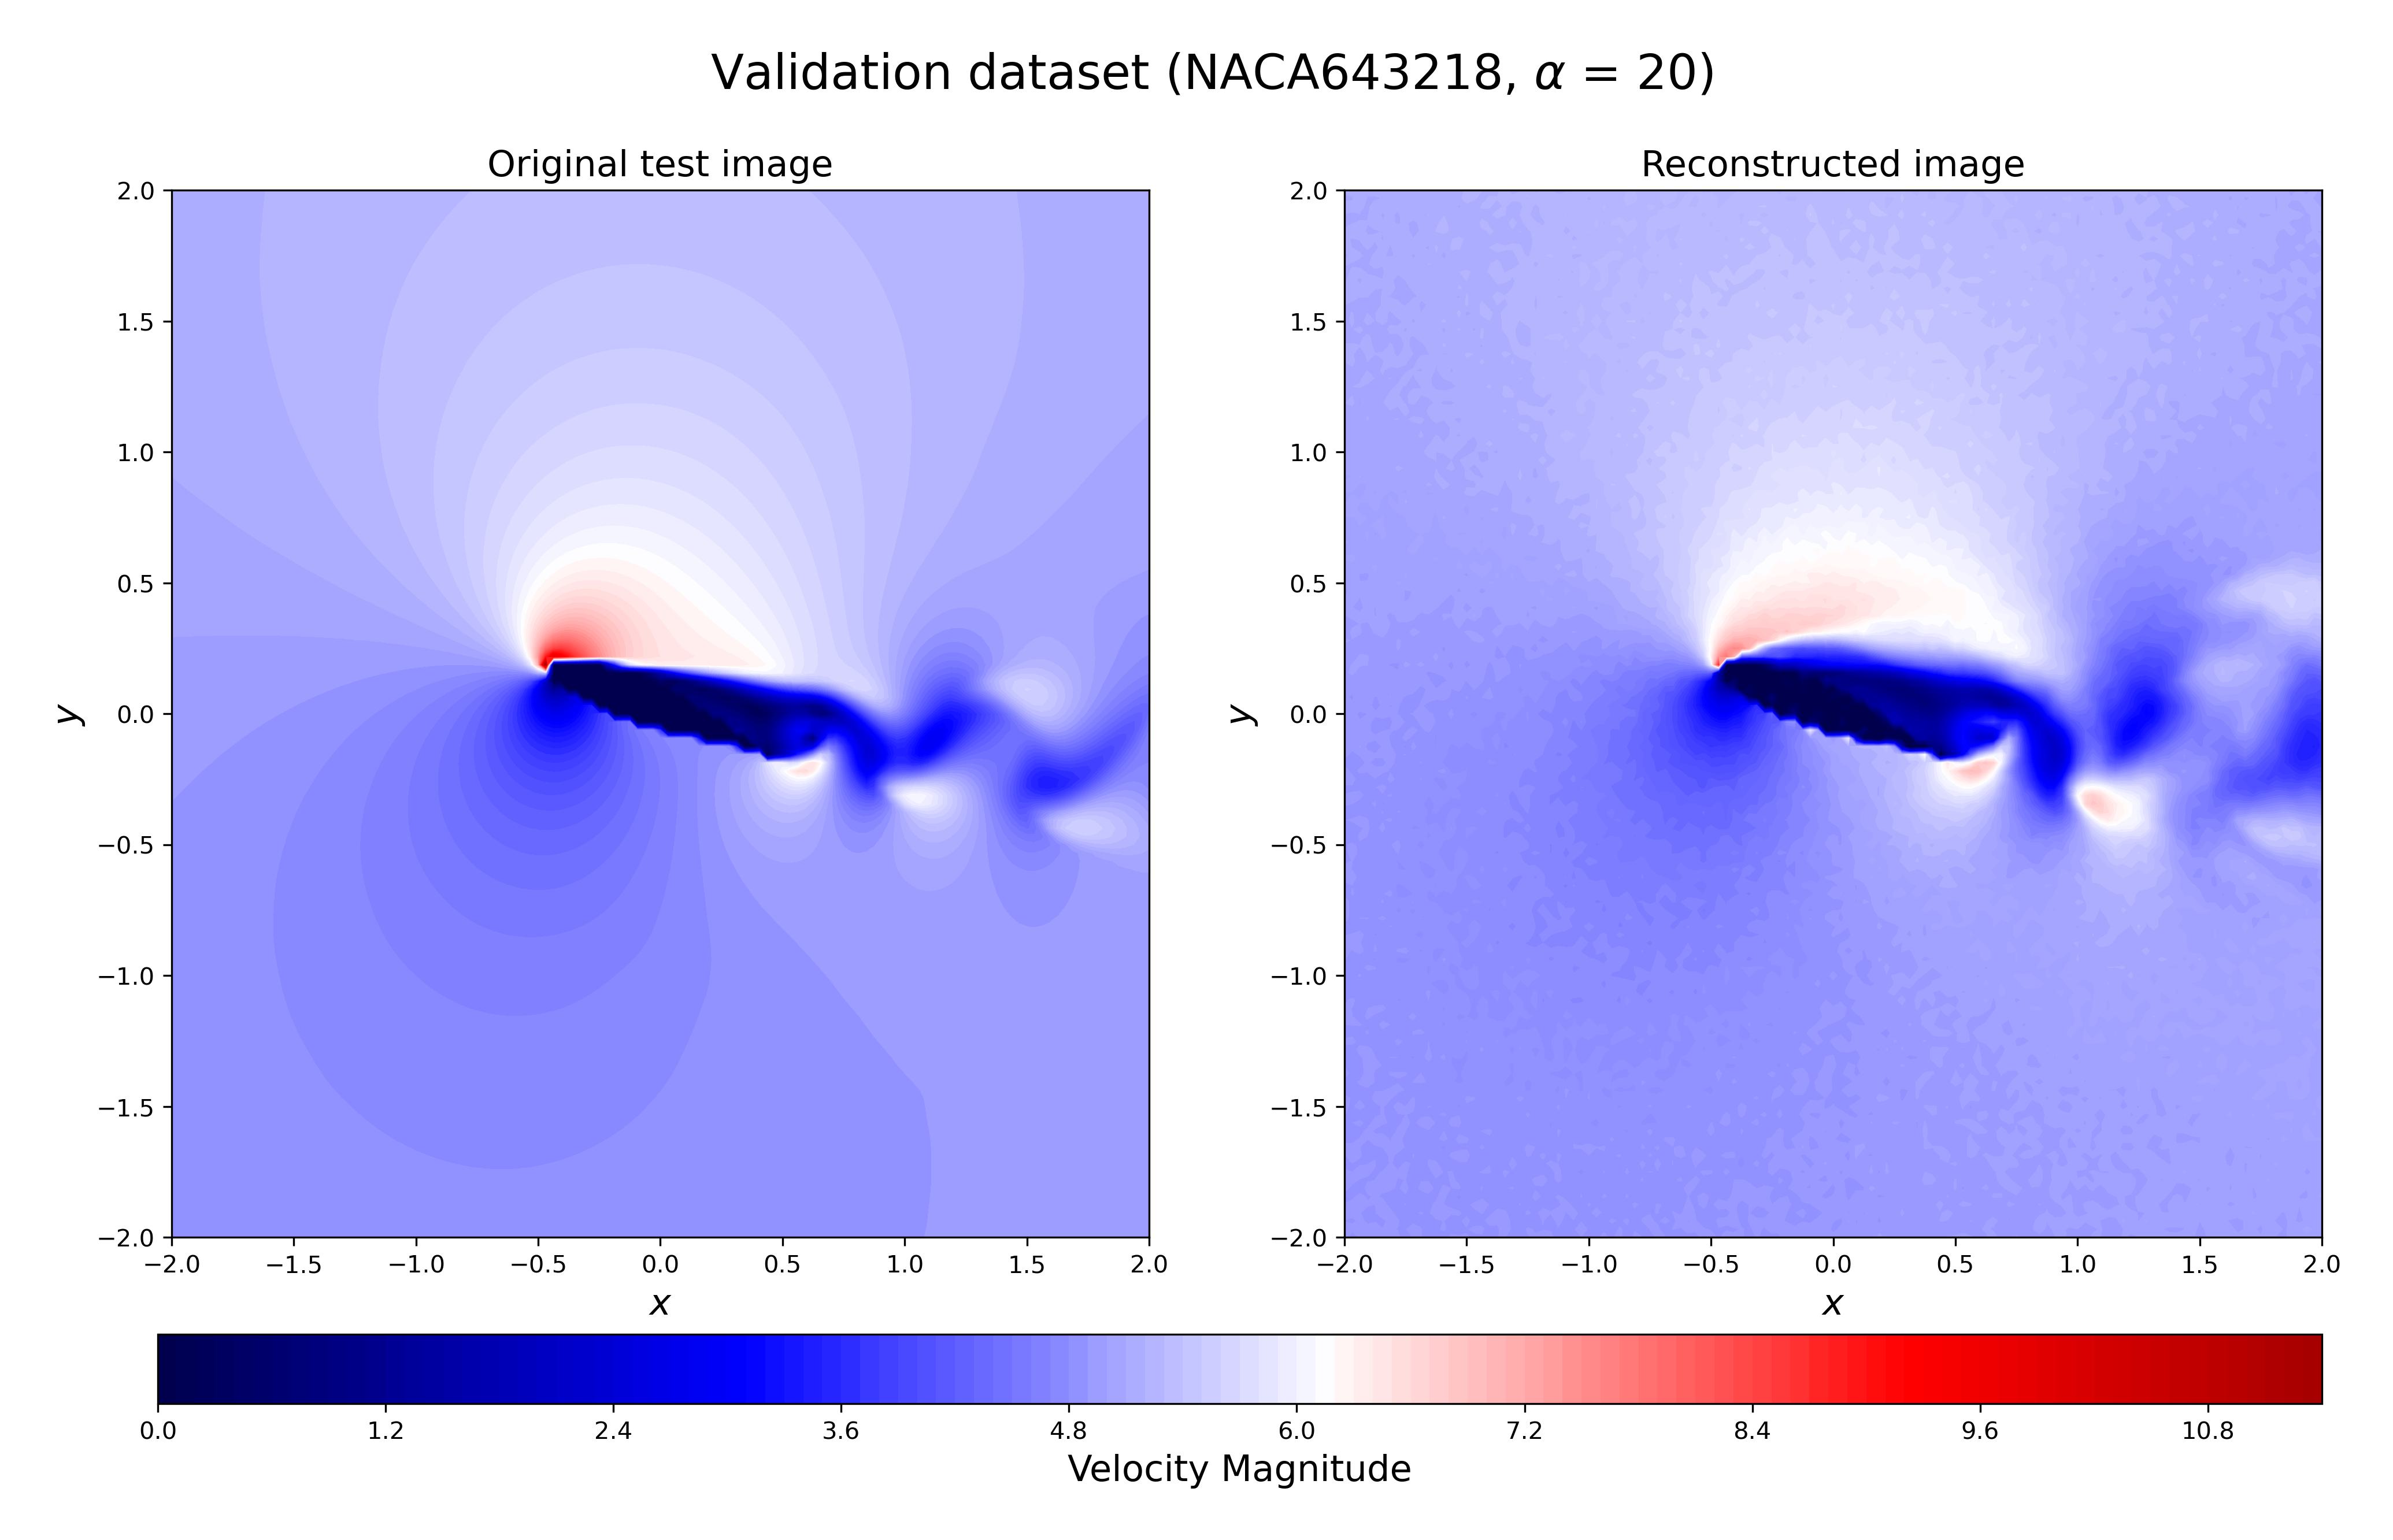 Validation dataset (NACA643218, α = 20)
Original test image
2.0
1.5
1.0
0.5
0.0
−0.5
−1.0
−1.5
−2.0
y
−2.0 −1.5 −1.0 −0.5 0.0 0.5 1.0 1.5 2.0
x
Reconstructed image
2.0
1.5
1.0
0.5
0.0
−0.5
−1.0
−1.5
−2.0
y
−2.0 −1.5 −1.0 −0.5 0.0 0.5 1.0 1.5 2.0
x
0.0 1.2 2.4 3.6 4.8 6.0 7.2 8.4 9.6 10.8
Velocity Magnitude